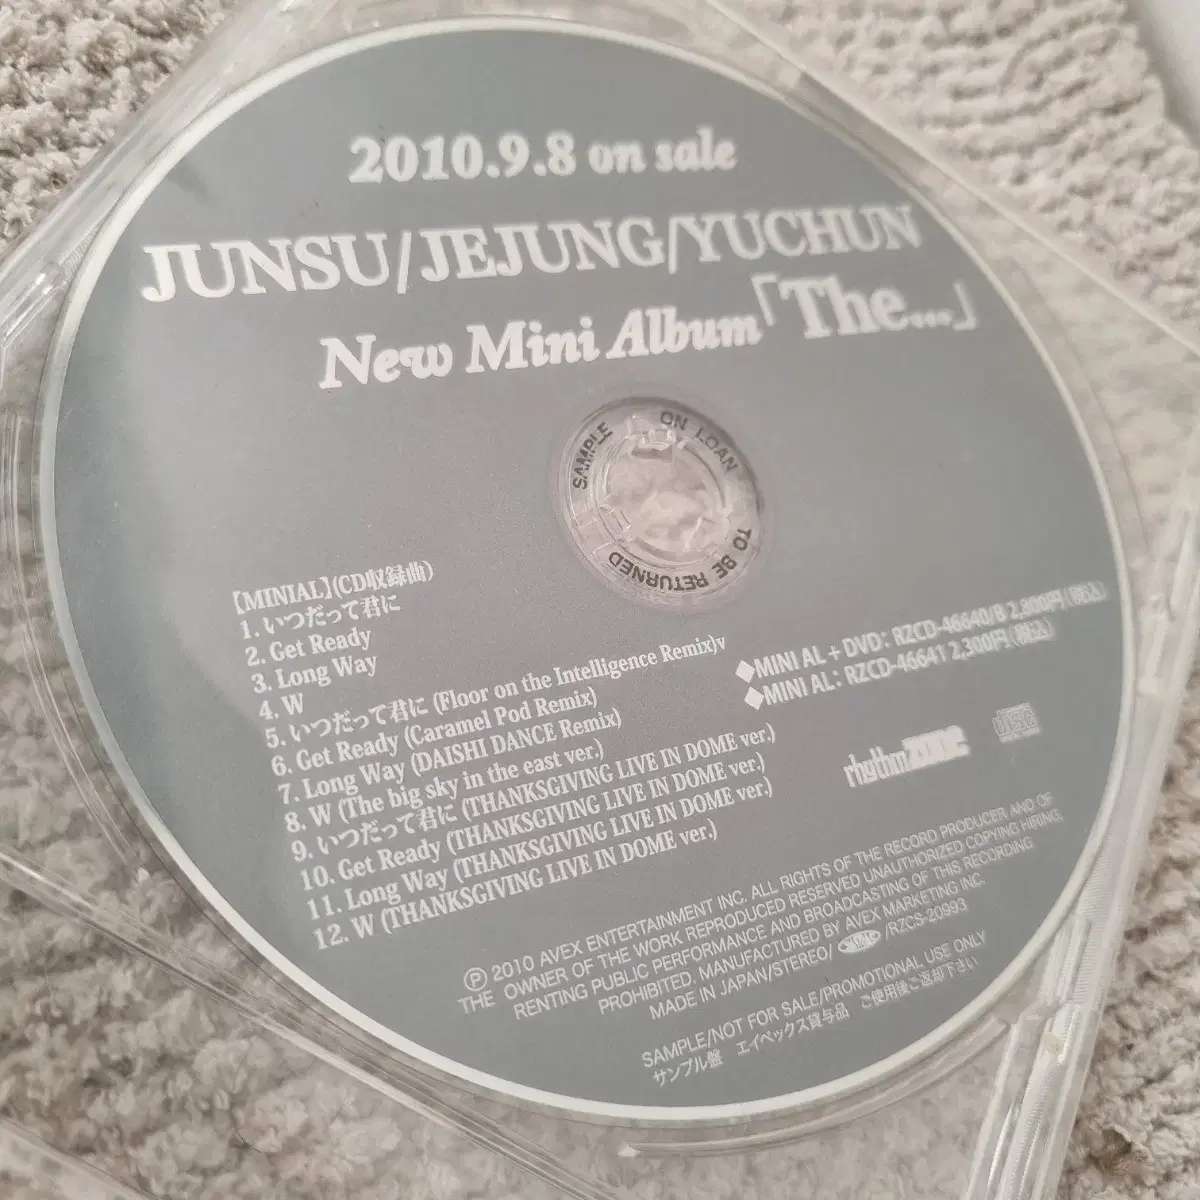 2010.9.8 on sale
JUNSU/JEJUNG/YUCHUN
New Mini Album「The...」
SAMPLE ON LOAN TO BE RETURNED
【MINIAL】(CD収録曲)
1. いつだって君に
2. Get Ready
3. Long Way
4. W
5. いつだって君に (Floor on the Intelligence Remix)y
6. Get Ready (Caramel Pod Remix)
7. Long Way (DAISHI DANCE Remix)
8. W (The big sky in the east ver.)
9. いつだって君に (THANKSGIVING LIVE IN DOME ver.)
10. Get Ready (THANKSGIVING LIVE IN DOME ver.)
11. Long Way (THANKSGIVING LIVE IN DOME ver.)
12. W (THANKSGIVING LIVE IN DOME ver.)
◆MINI AL + DVD: RZCD-46640/B 2,800円(税込)
◆MINI AL: RZCD-46641 2,300円(税込)
rhythm zone
disc
Ⓟ 2010 AVEX ENTERTAINMENT INC. ALL RIGHTS OF THE RECORD PRODUCER AND OF
THE OWNER OF THE WORK REPRODUCED RESERVED UNAUTHORIZED COPYING HIRING,
RENTING PUBLIC PERFORMANCE AND BROADCASTING OF THIS RECORDING
PROHIBITED. MANUFACTURED BY AVEX MARKETING INC.
MADE IN JAPAN/STEREO/ /RZCS-20993
SAMPLE/NOT FOR SALE/PROMOTIONAL USE ONLY
サンプル盤 エイベックス貸与品 ご使用後ご返却下さい